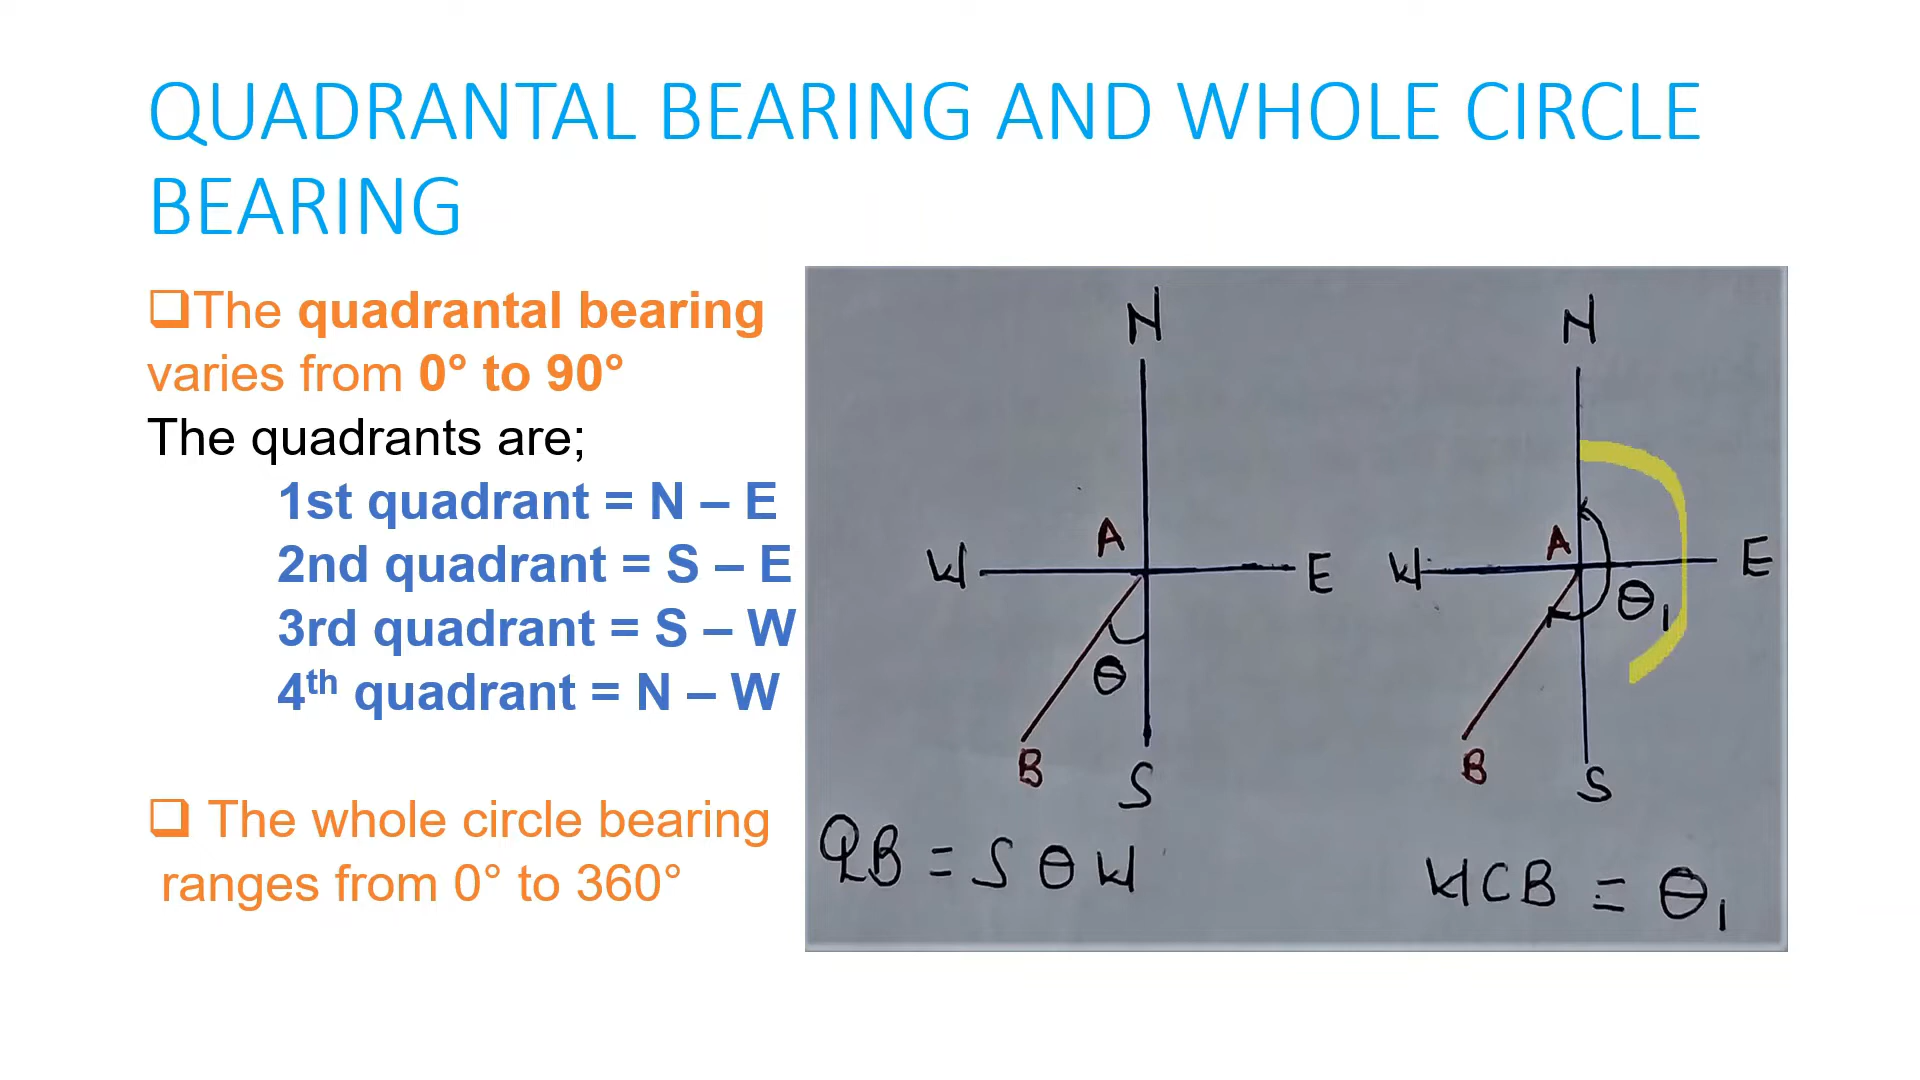 QUADRANTAL BEARING AND WHOLE CIRCLE
BEARING
The quadrantal bearing
varies from 0° to 90°
The quadrants are;
1st quadrant = N – E
2nd quadrant = S – E
3rd quadrant = S – W
4th quadrant = N – W
The whole circle bearing
ranges from 0° to 360°
N
A
W
E
θ
B
S
QB = S θ W
N
A
W
E
θ1
B
S
WCB = θ1